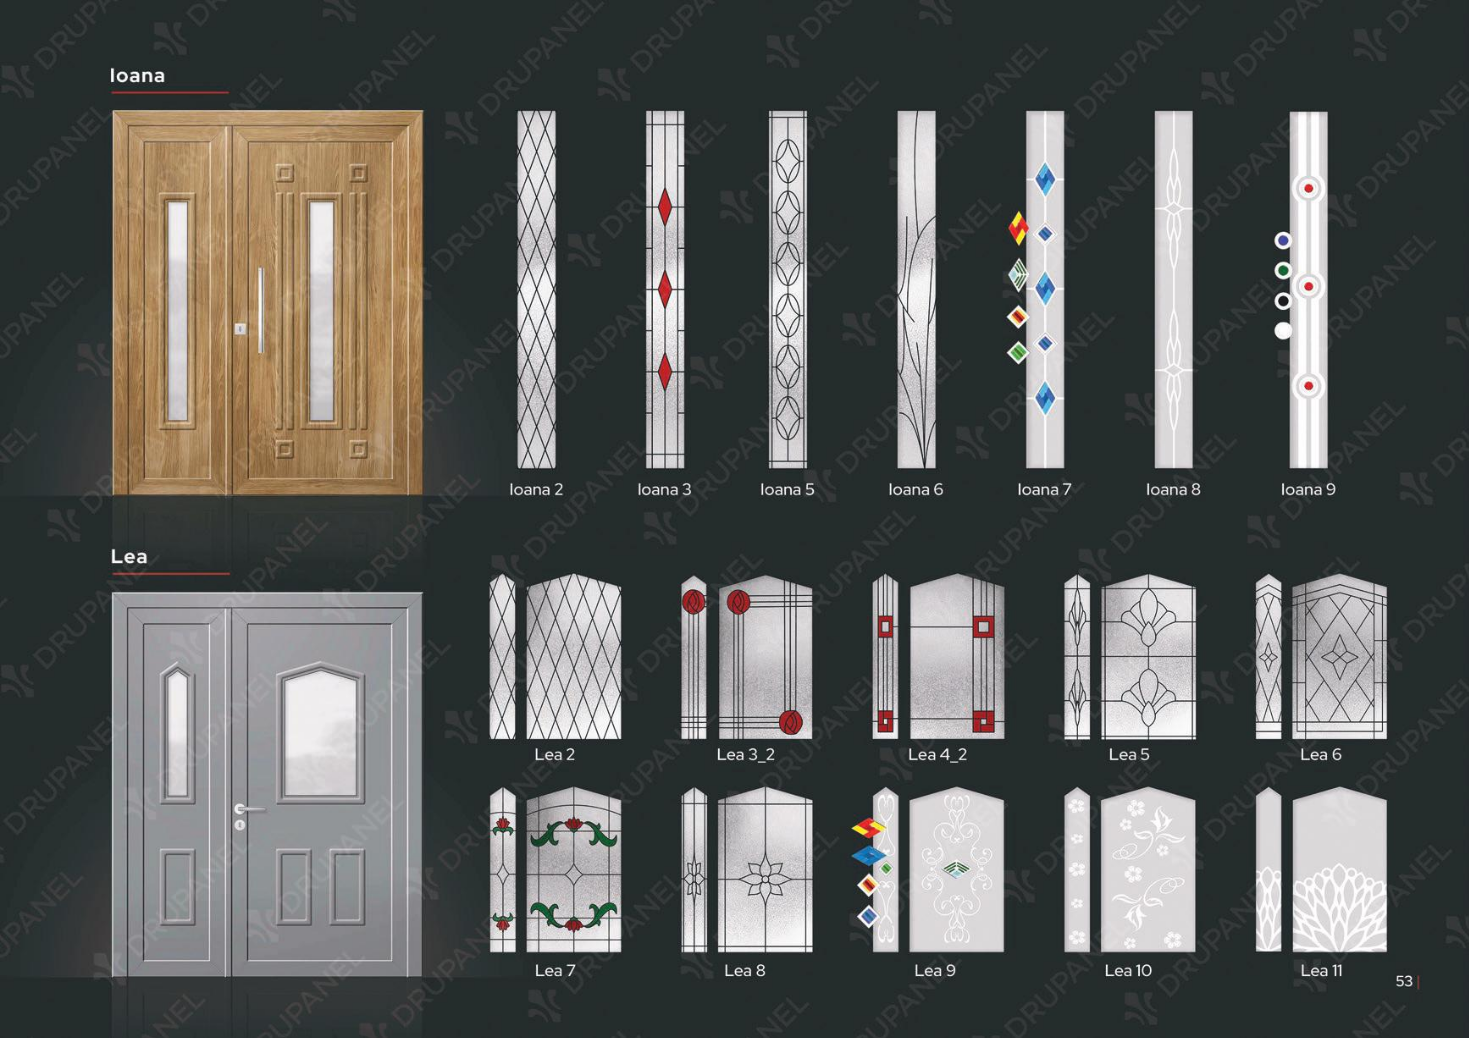 Ioana
Ioana 2
Ioana 3
Ioana 5
Ioana 6
Ioana 7
Ioana 8
Ioana 9
Lea
Lea 2
Lea 3_2
Lea 4_2
Lea 5
Lea 6
Lea 7
Lea 8
Lea 9
Lea 10
Lea 11
53
DRUPANEL